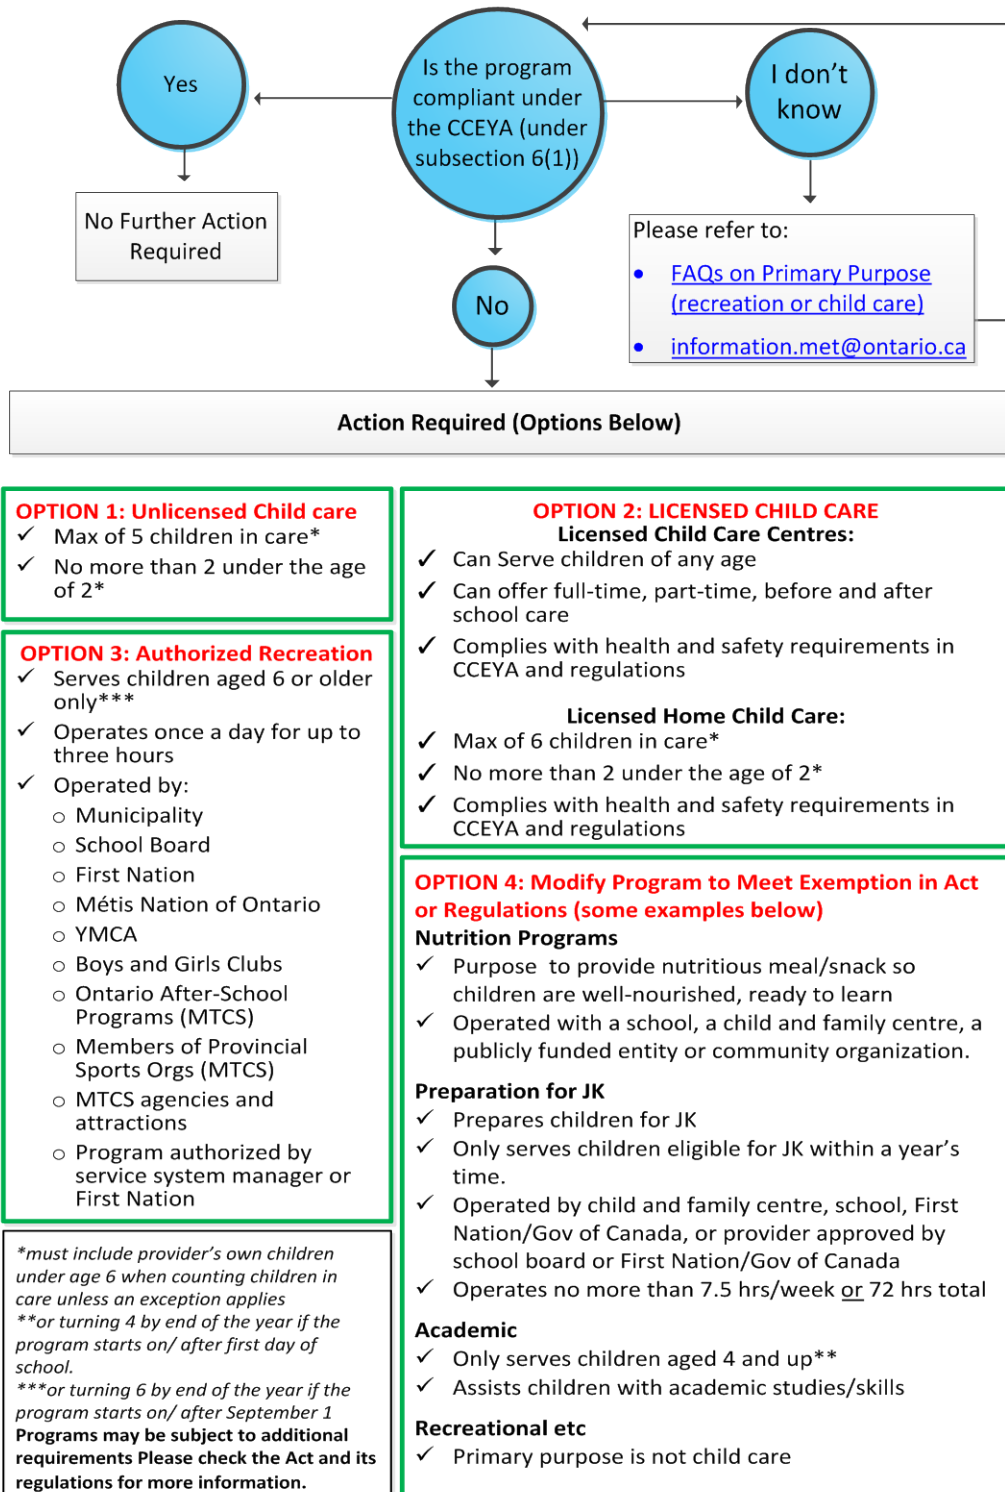 Yes
Is the program
compliant under
the CCEYA (under
subsection 6(1))
I don't
know
No Further Action
Required
No
Please refer to:
• FAQs on Primary Purpose
(recreation or child care)
• information.met@ontario.ca
Action Required (Options Below)
OPTION 1: Unlicensed Child care
✓ Max of 5 children in care*
✓ No more than 2 under the age
of 2*
OPTION 2: LICENSED CHILD CARE
Licensed Child Care Centres:
✓ Can Serve children of any age
✓ Can offer full-time, part-time, before and after
school care
✓ Complies with health and safety requirements in
CCEYA and regulations
Licensed Home Child Care:
✓ Max of 6 children in care*
✓ No more than 2 under the age of 2*
✓ Complies with health and safety requirements in
CCEYA and regulations
OPTION 3: Authorized Recreation
✓ Serves children aged 6 or older
only***
✓ Operates once a day for up to
three hours
✓ Operated by:
○ Municipality
○ School Board
○ First Nation
○ Métis Nation of Ontario
○ YMCA
○ Boys and Girls Clubs
○ Ontario After-School
Programs (MTCS)
○ Members of Provincial
Sports Orgs (MTCS)
○ MTCS agencies and
attractions
○ Program authorized by
service system manager or
First Nation
OPTION 4: Modify Program to Meet Exemption in Act
or Regulations (some examples below)
Nutrition Programs
✓ Purpose to provide nutritious meal/snack so
children are well-nourished, ready to learn
✓ Operated with a school, a child and family centre, a
publicly funded entity or community organization.
Preparation for JK
✓ Prepares children for JK
✓ Only serves children eligible for JK within a year's
time.
✓ Operated by child and family centre, school, First
Nation/Gov of Canada, or provider approved by
school board or First Nation/Gov of Canada
✓ Operates no more than 7.5 hrs/week or 72 hrs total
Academic
✓ Only serves children aged 4 and up**
✓ Assists children with academic studies/skills
Recreational etc
✓ Primary purpose is not child care
*must include provider's own children
under age 6 when counting children in
care unless an exception applies
**or turning 4 by end of the year if the
program starts on/ after first day of
school.
***or turning 6 by end of the year if the
program starts on/ after September 1
Programs may be subject to additional
requirements Please check the Act and its
regulations for more information.